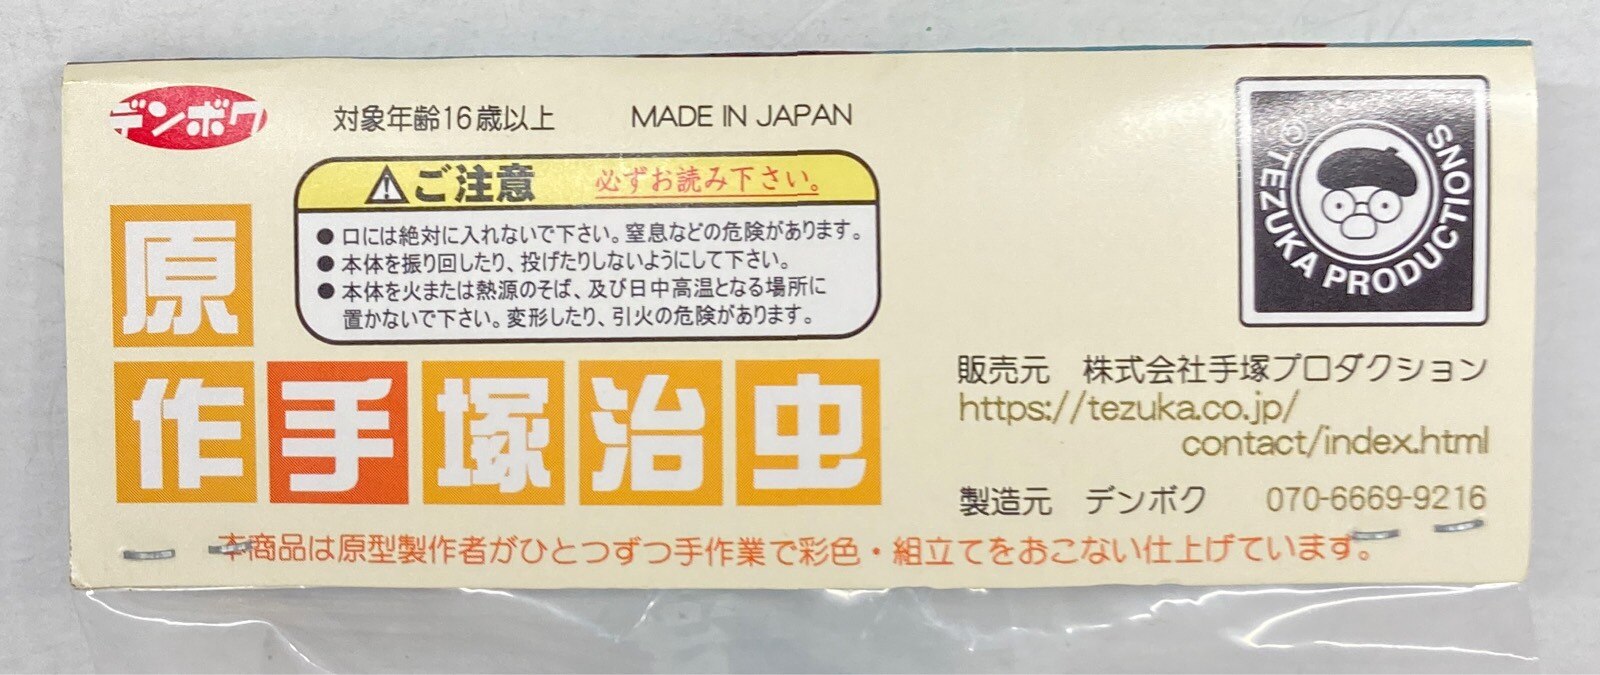 デンボク
対象年齢16歳以上 MADE IN JAPAN
ご注意 必ずお読み下さい。
●口には絶対に入れないで下さい。窒息などの危険があります。
●本体を振り回したり、投げたりしないようにして下さい。
●本体を火または熱源のそば、及び日中高温となる場所に
置かないで下さい。変形したり、引火の危険があります。
原
作手塚治虫
©TEZUKA PRODUCTIONS
販売元 株式会社手塚プロダクション
https://tezuka.co.jp/
contact/index.html
製造元 デンボク 070-6669-9216
本商品は原型製作者がひとつずつ手作業で彩色・組立てをおこない仕上げています。